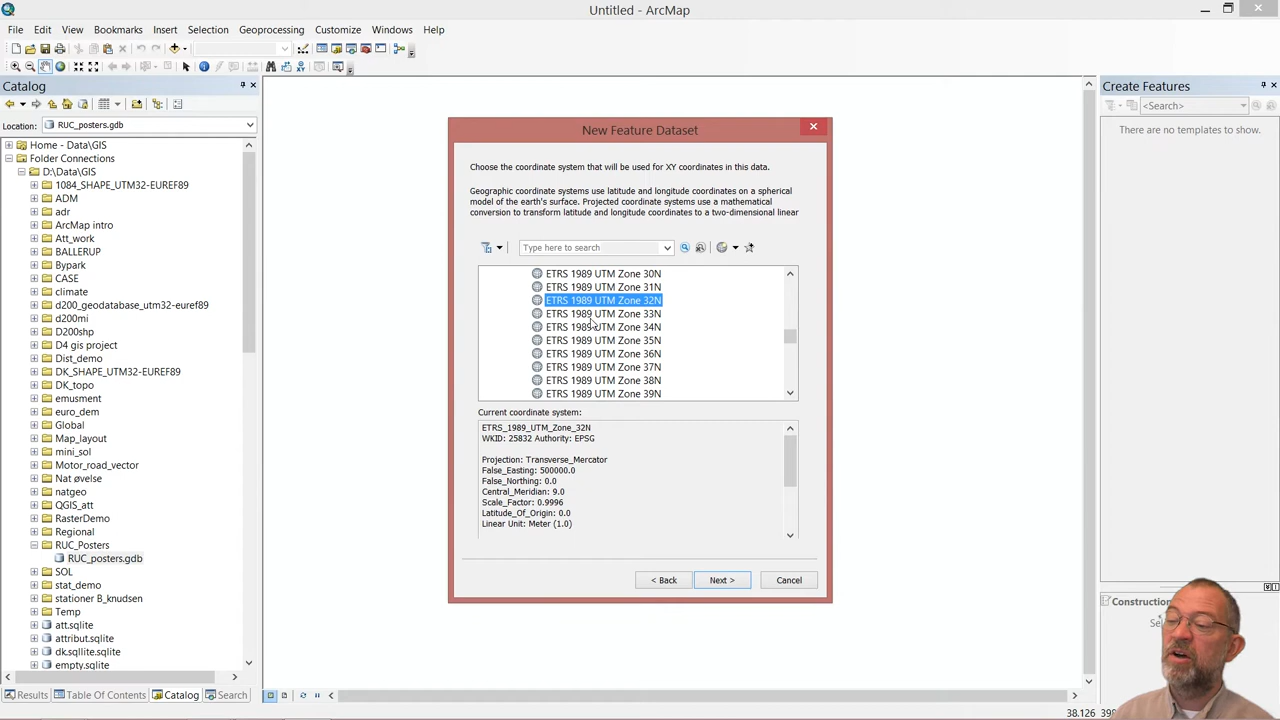 Untitled - ArcMap
File Edit View Bookmarks Insert Selection Geoprocessing Customize Windows Help
Catalog
Location: RUC_posters.gdb
Home - Data\GIS
Folder Connections
D:\Data\GIS
1084_SHAPE_UTM32-EUREF89
ADM
adr
ArcMap intro
Att_work
BALLERUP
Bypark
CASE
climate
d200_geodatabase_utm32-euref89
d200mi
D200shp
D4 gis project
Dist_demo
DK_SHAPE_UTM32-EUREF89
DK_topo
emusment
euro_dem
Global
Map_layout
mini_sol
Motor_road_vector
Nat øvelse
natgeo
QGIS_att
RasterDemo
Regional
RUC_Posters
RUC_posters.gdb
SOL
stat_demo
stationer B_knudsen
Temp
att.sqlite
attribut.sqlite
dk.sqllite.sqlite
empty.sqlite
Results Table Of Contents Catalog Search
New Feature Dataset
Choose the coordinate system that will be used for XY coordinates in this data.
Geographic coordinate systems use latitude and longitude coordinates on a spherical
model of the earth's surface. Projected coordinate systems use a mathematical
conversion to transform latitude and longitude coordinates to a two-dimensional linear
Type here to search
ETRS 1989 UTM Zone 30N
ETRS 1989 UTM Zone 31N
ETRS 1989 UTM Zone 32N
ETRS 1989 UTM Zone 33N
ETRS 1989 UTM Zone 34N
ETRS 1989 UTM Zone 35N
ETRS 1989 UTM Zone 36N
ETRS 1989 UTM Zone 37N
ETRS 1989 UTM Zone 38N
ETRS 1989 UTM Zone 39N
Current coordinate system:
ETRS_1989_UTM_Zone_32N
WKID: 25832 Authority: EPSG
Projection: Transverse_Mercator
False_Easting: 500000.0
False_Northing: 0.0
Central_Meridian: 9.0
Scale_Factor: 0.9996
Latitude_Of_Origin: 0.0
Linear Unit: Meter (1.0)
< Back Next > Cancel
Create Features
<Search>
There are no templates to show.
Construction
38.126